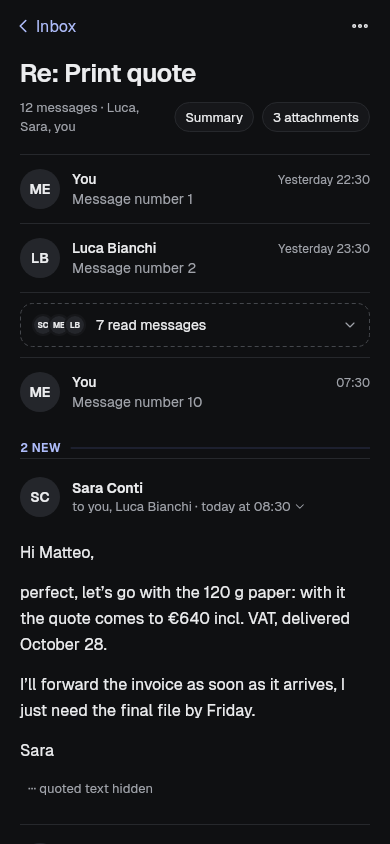 Inbox
Re: Print quote
12 messages · Luca,
Sara, you
Summary
3 attachments
ME
You
Yesterday 22:30
Message number 1
LB
Luca Bianchi
Yesterday 23:30
Message number 2
SC ME LB
7 read messages
ME
You
07:30
Message number 10
2 NEW
SC
Sara Conti
to you, Luca Bianchi · today at 08:30
Hi Matteo,
perfect, let’s go with the 120 g paper: with it
the quote comes to €640 incl. VAT, delivered
October 28.
I’ll forward the invoice as soon as it arrives, I
just need the final file by Friday.
Sara
··· quoted text hidden